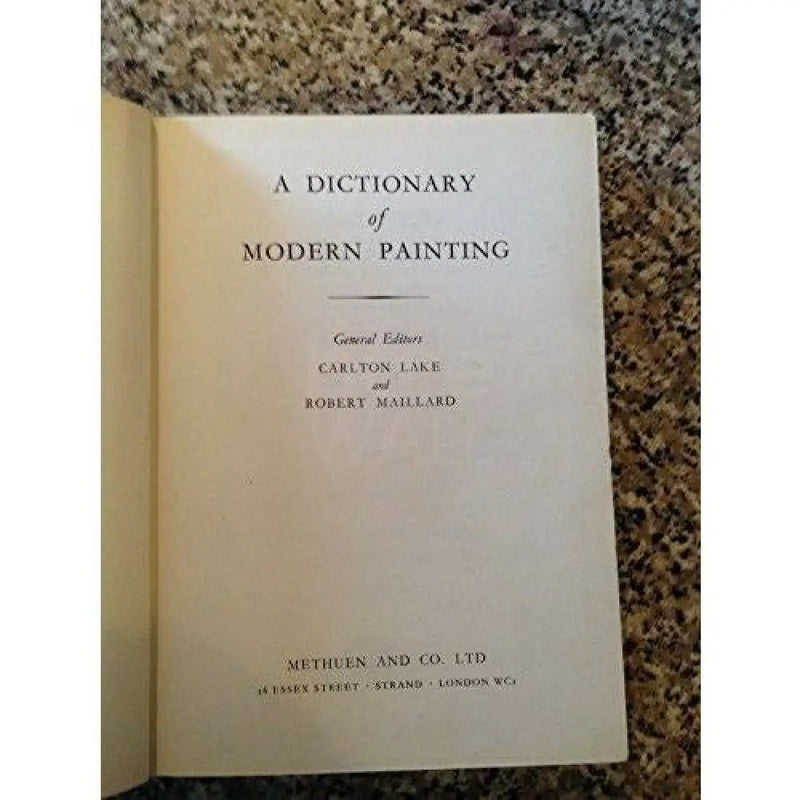 A DICTIONARY
of
MODERN PAINTING
General Editors
CARLTON LAKE
and
ROBERT MAILLARD
METHUEN AND CO. LTD
ESSEX STREET · STRAND · LONDON WC2